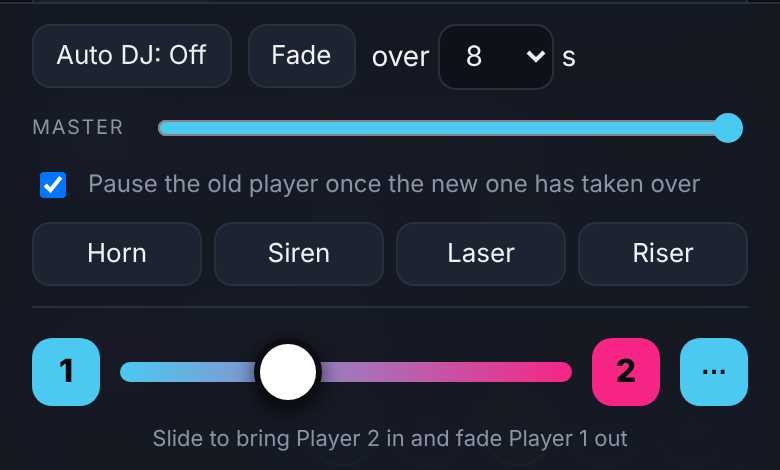 Auto DJ: Off Fade over 8 s
MASTER
Pause the old player once the new one has taken over
Horn Siren Laser Riser
1 2 ...
Slide to bring Player 2 in and fade Player 1 out